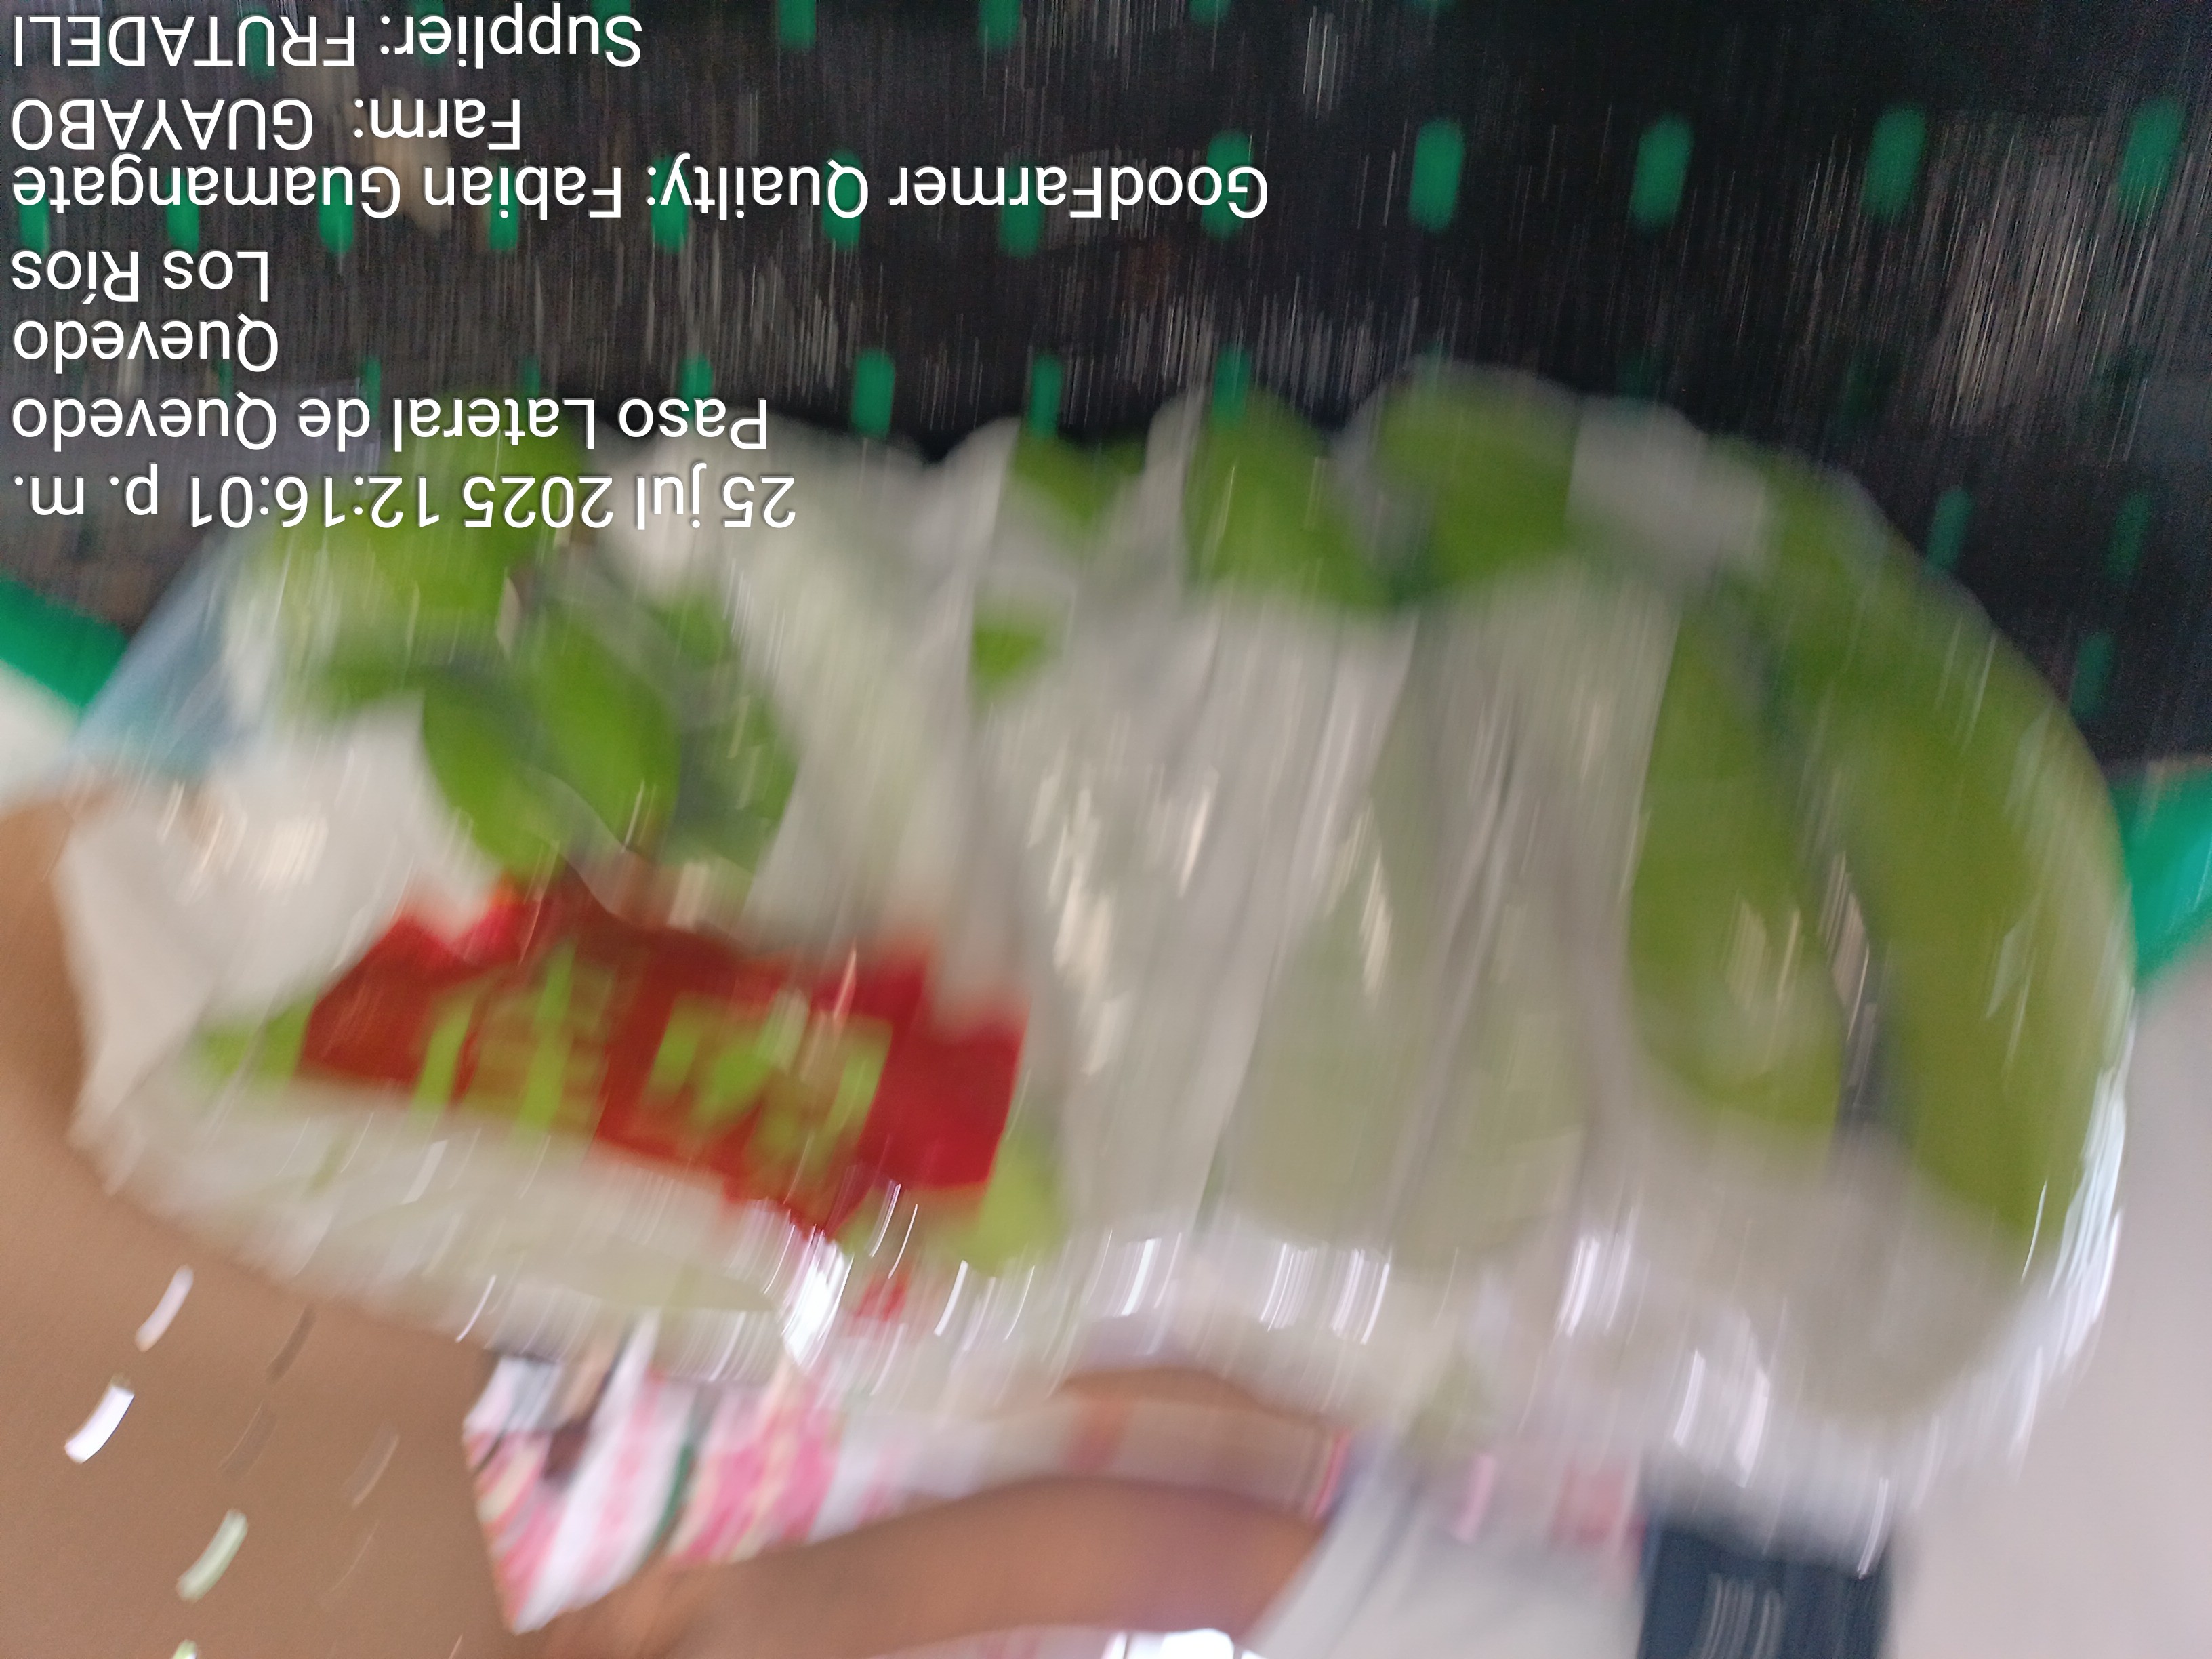 25 jul 2025 12:16:01 p. m.
Paso Lateral de Quevedo
Quevedo
Los Ríos
GoodFarmer Quailty: Fabian Guamangate
Farm:  GUAYABO
Supplier: FRUTADELI